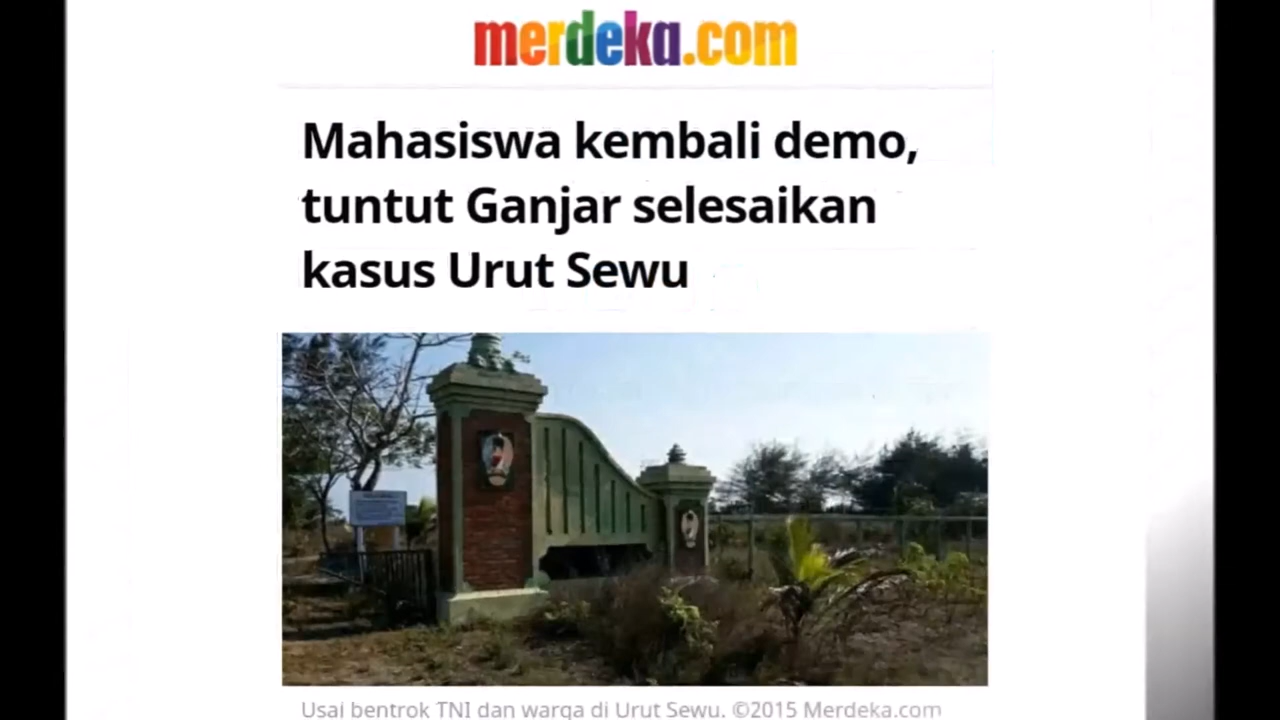 merdeka.com
Mahasiswa kembali demo,
tuntut Ganjar selesaikan
kasus Urut Sewu
Usai bentrok TNI dan warga di Urut Sewu. ©2015 Merdeka.com